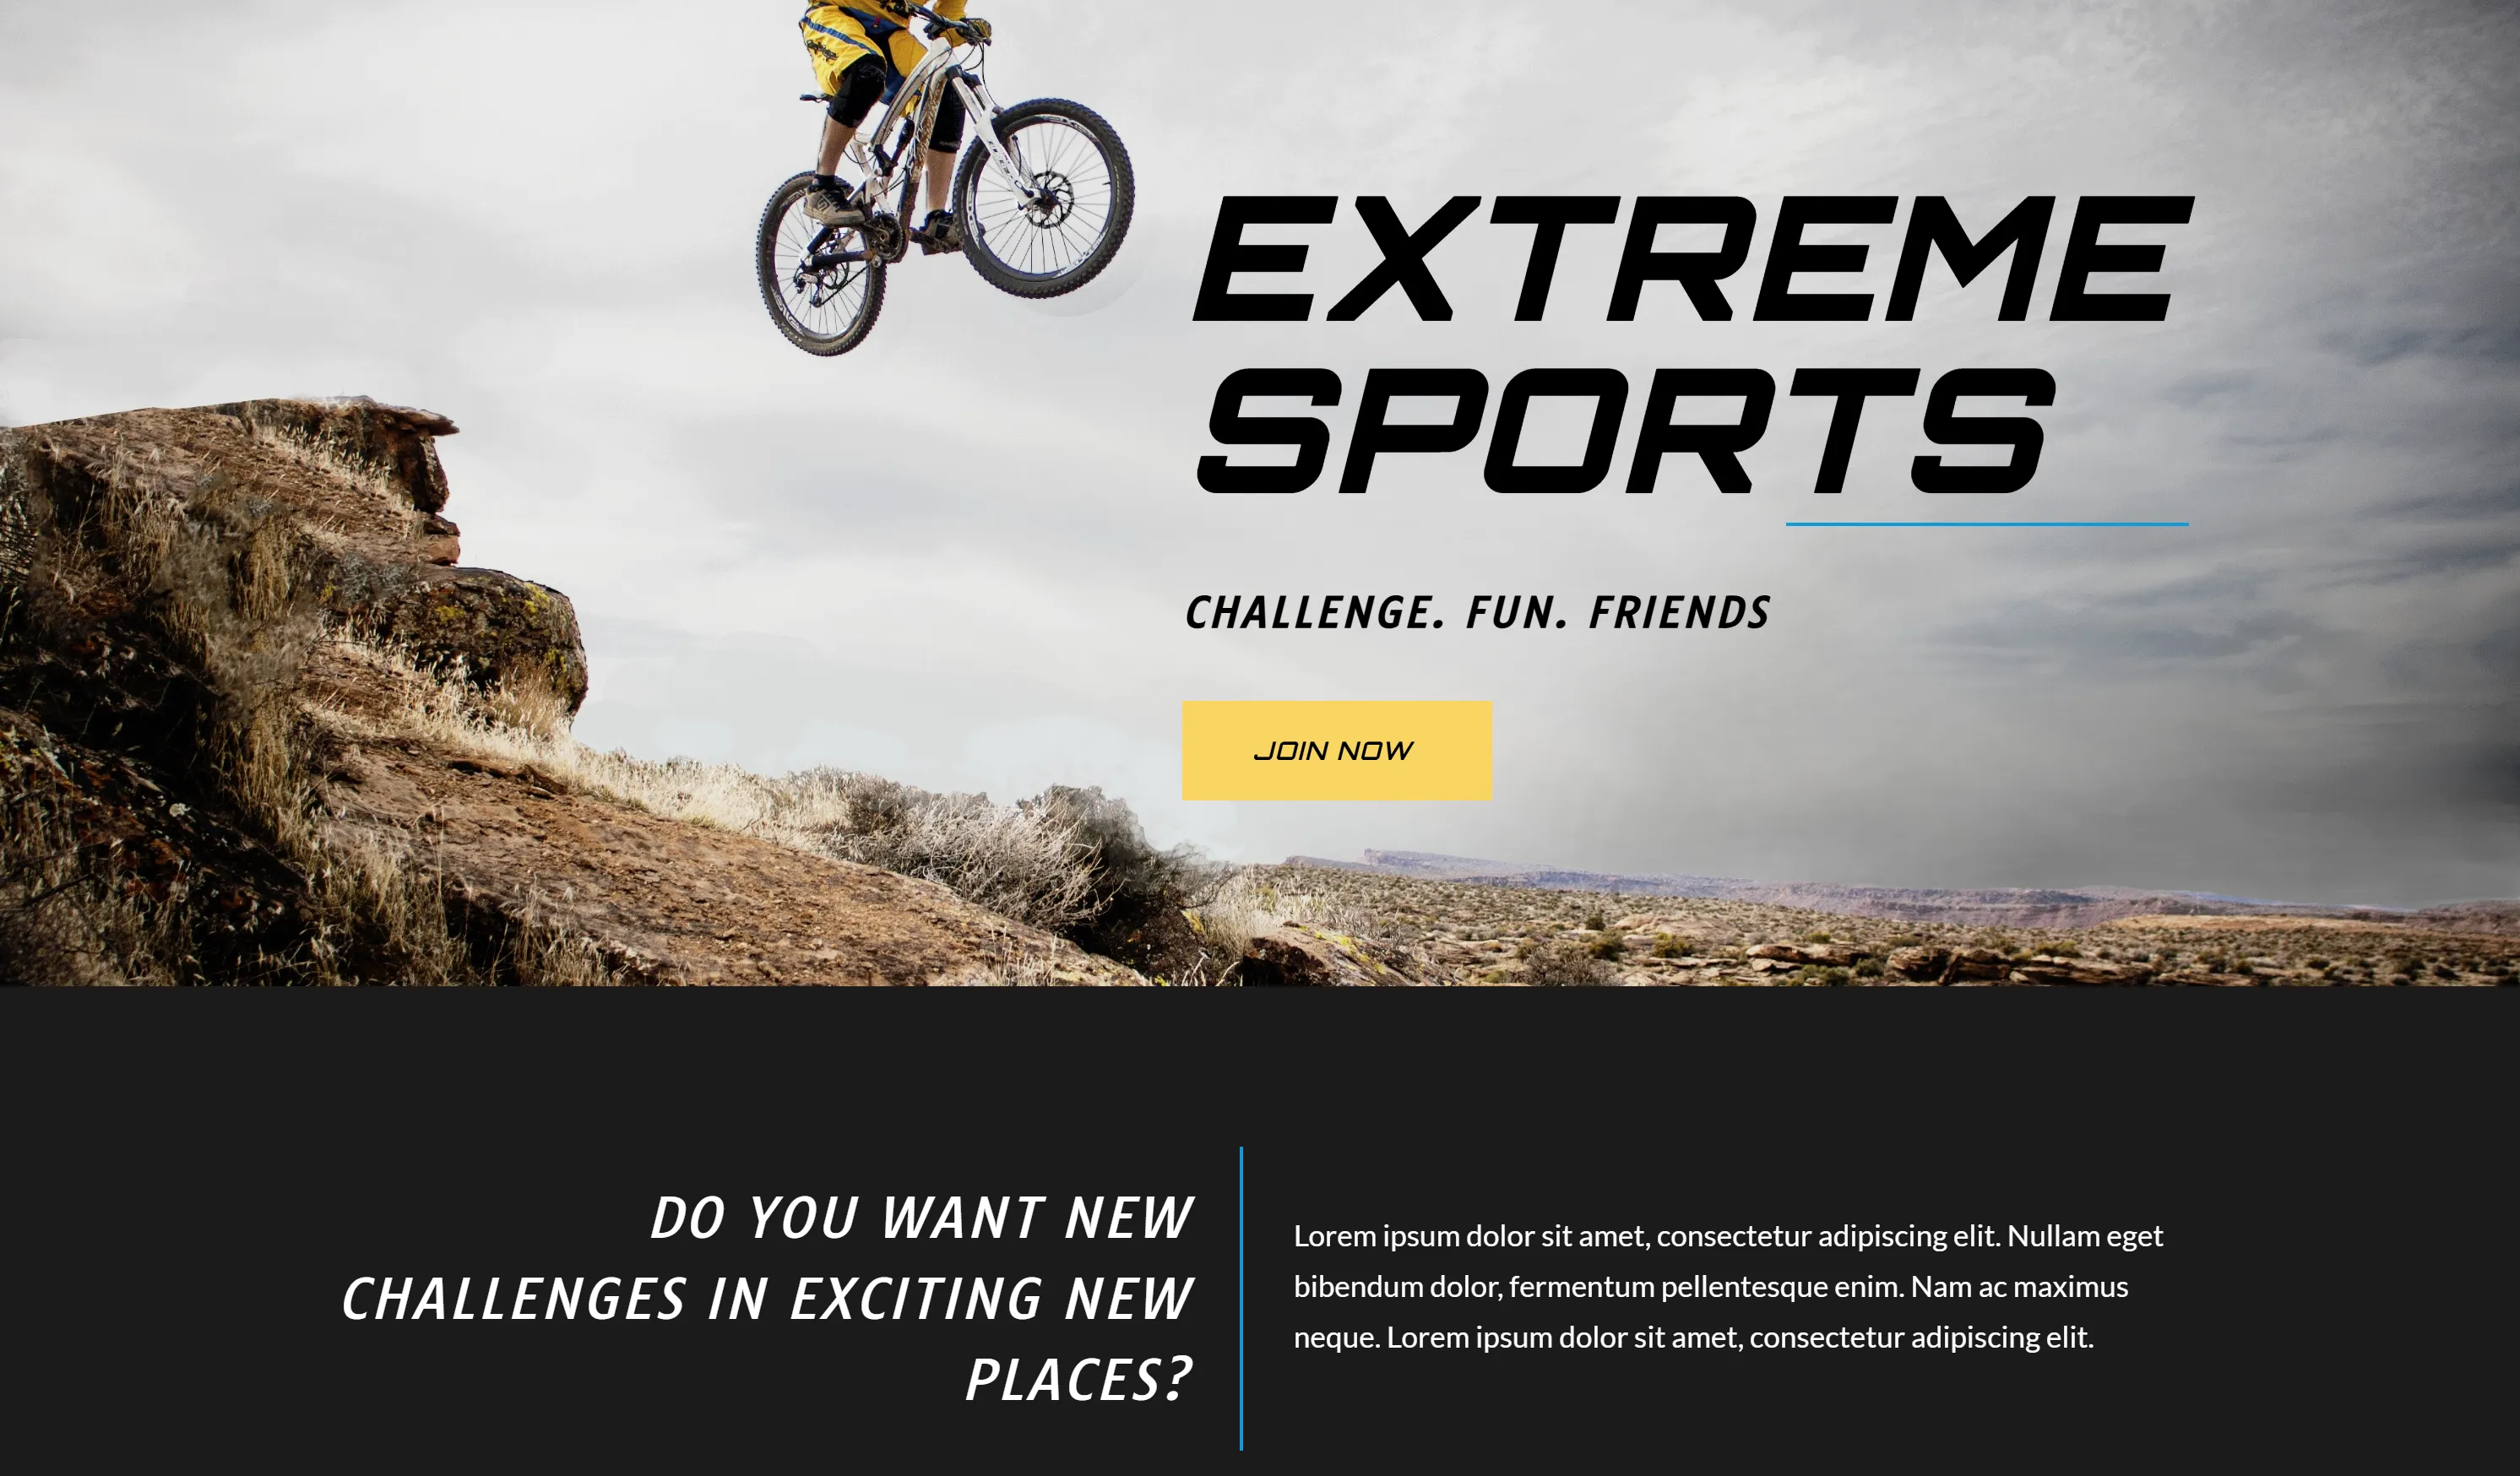 EXTREME
SPORTS
CHALLENGE. FUN. FRIENDS
JOIN NOW
DO YOU WANT NEW
CHALLENGES IN EXCITING NEW
PLACES?
Lorem ipsum dolor sit amet, consectetur adipiscing elit. Nullam eget
bibendum dolor, fermentum pellentesque enim. Nam ac maximus
neque. Lorem ipsum dolor sit amet, consectetur adipiscing elit.